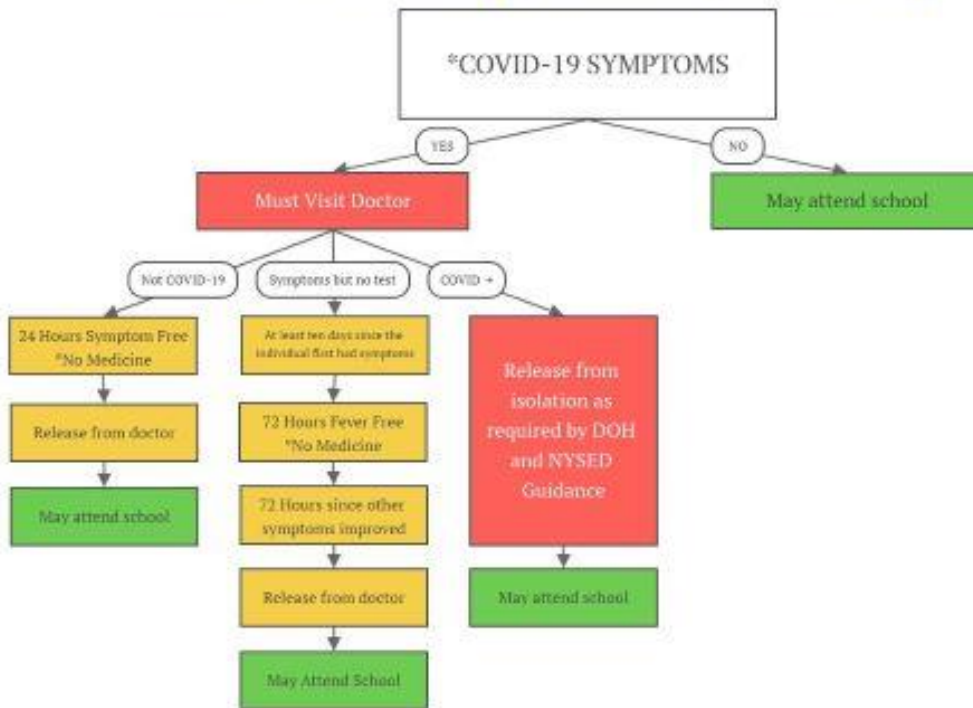 *COVID-19 SYMPTOMS
YES
NO
Must Visit Doctor
May attend school
Not COVID-19
Symptoms but no test
COVID +
24 Hours Symptom Free
*No Medicine
At least ten days since the
individual first had symptoms
Release from
isolation as
required by DOH
and NYSED
Guidance
Release from doctor
72 Hours Fever Free
*No Medicine
May attend school
72 Hours since other
symptoms improved
Release from doctor
May attend school
May Attend School